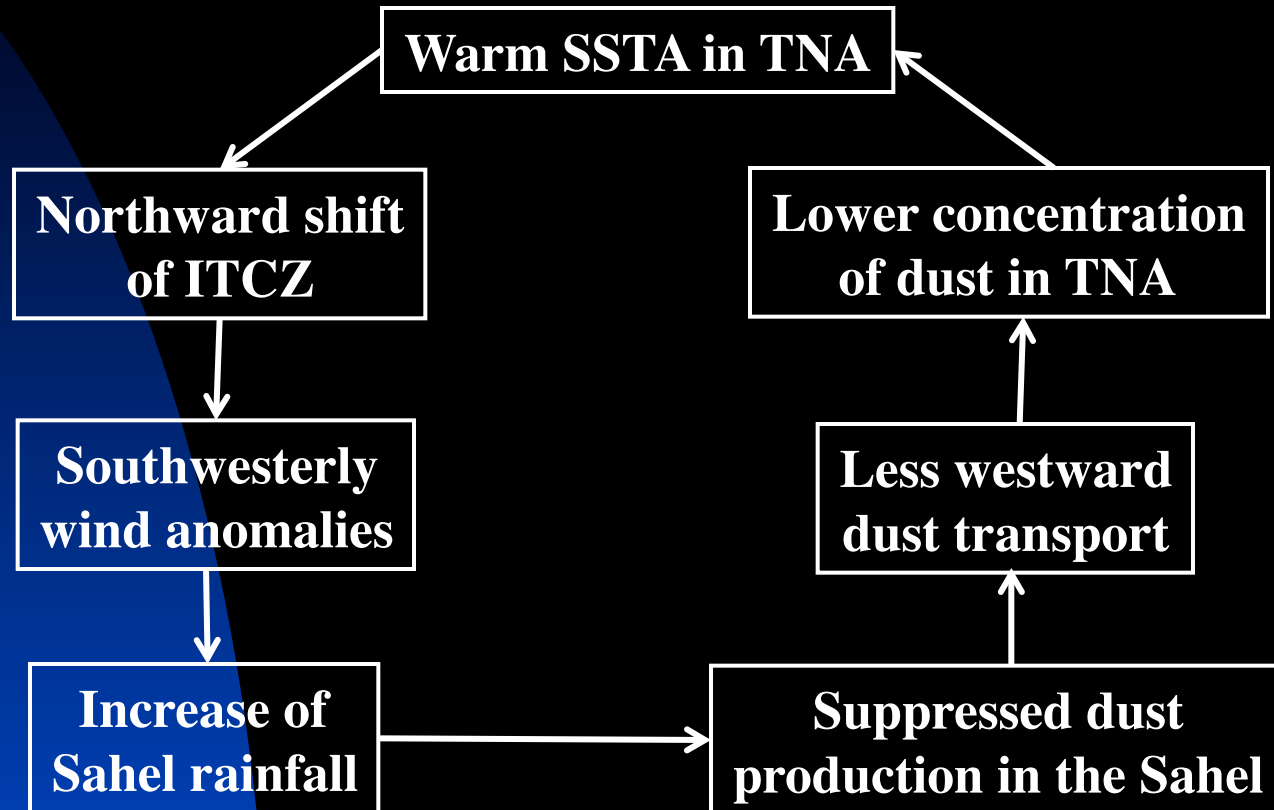 Warm SSTA in TNA
Northward shift
of ITCZ
Southwesterly
wind anomalies
Increase of
Sahel rainfall
Suppressed dust
production in the Sahel
Less westward
dust transport
Lower concentration
of dust in TNA